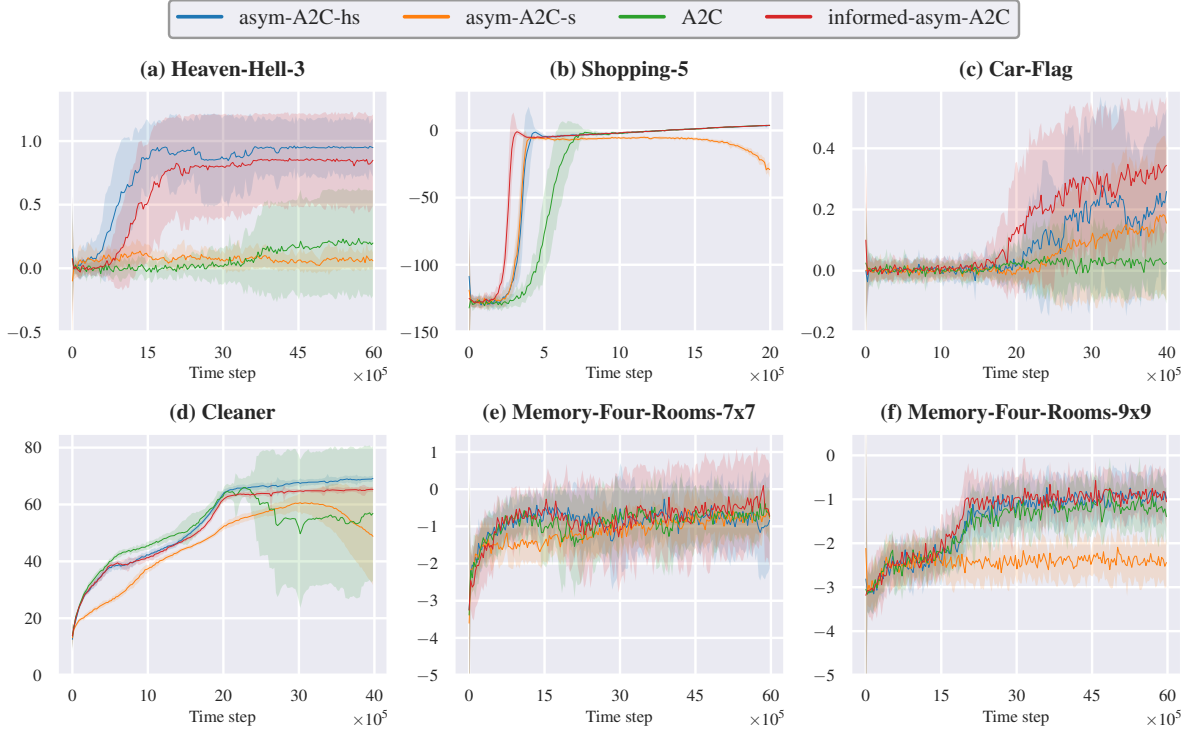 asym-A2C-hs asym-A2C-s A2C informed-asym-A2C
(a) Heaven-Hell-3 (b) Shopping-5 (c) Car-Flag
1.0
0.5
0.0
−0.5
0 15 30 45 60
Time step
×10⁵
0
−50
−100
−150
0 5 10 15 20
Time step
×10⁵
0.4
0.2
0.0
−0.2
0 10 20 30 40
Time step
×10⁵
(d) Cleaner (e) Memory-Four-Rooms-7x7 (f) Memory-Four-Rooms-9x9
80
60
40
20
0
0 10 20 30 40
Time step
×10⁵
1
0
−1
−2
−3
−4
−5
0 15 30 45 60
Time step
×10⁵
0
−1
−2
−3
−4
−5
0 15 30 45 60
Time step
×10⁵